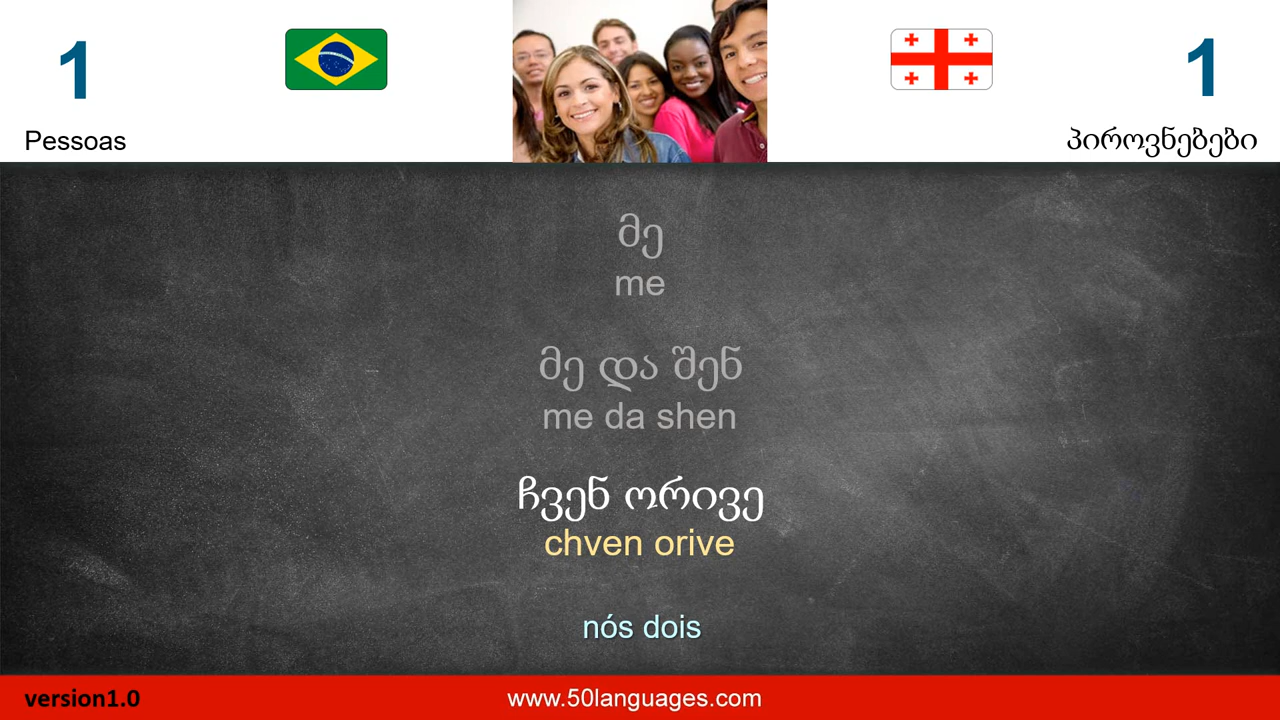 1
1
Pessoas
პიროვნებები
მე
me
მე და შენ
me da shen
ჩვენ ორივე
chven orive
nós dois
version1.0
www.50languages.com